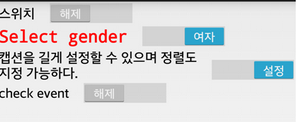 스위치 해제
Select gender 여자
캡션을 길게 설정할 수 있으며 정렬도
지정 가능하다. 설정
check event 해제